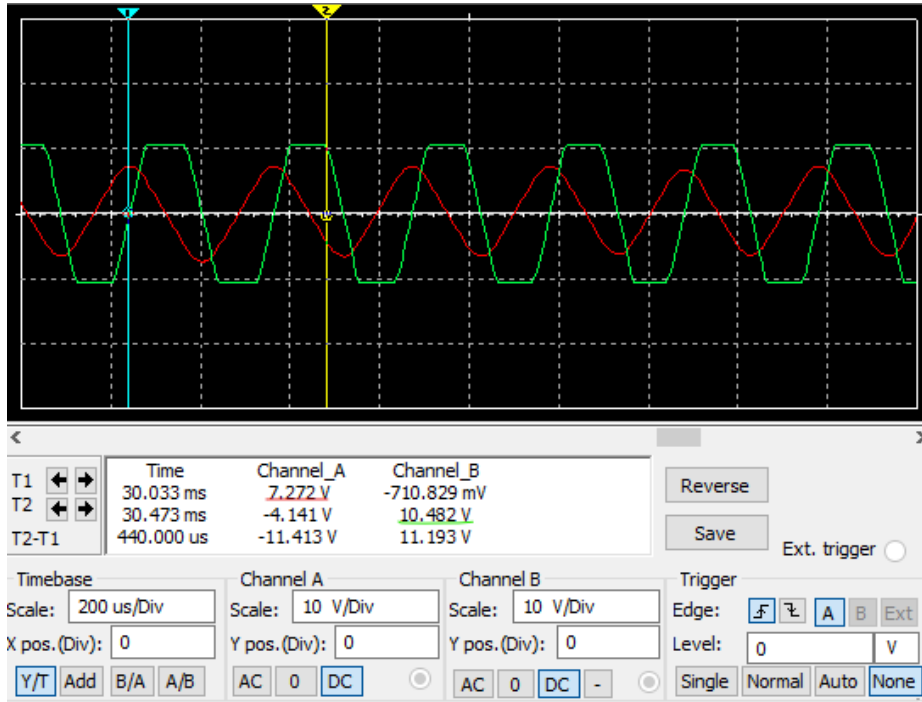 1 2
T1 Time Channel_A Channel_B
30.033 ms 7.272 V -710.829 mV
T2 30.473 ms -4.141 V 10.482 V
T2-T1 440.000 us -11.413 V 11.193 V
Reverse
Save
Ext. trigger
Timebase
Scale: 200 us/Div
X pos.(Div): 0
Y/T Add B/A A/B
Channel A
Scale: 10 V/Div
Y pos.(Div): 0
AC 0 DC
Channel B
Scale: 10 V/Div
Y pos.(Div): 0
AC 0 DC -
Trigger
Edge: A B Ext
Level: 0 V
Single Normal Auto None